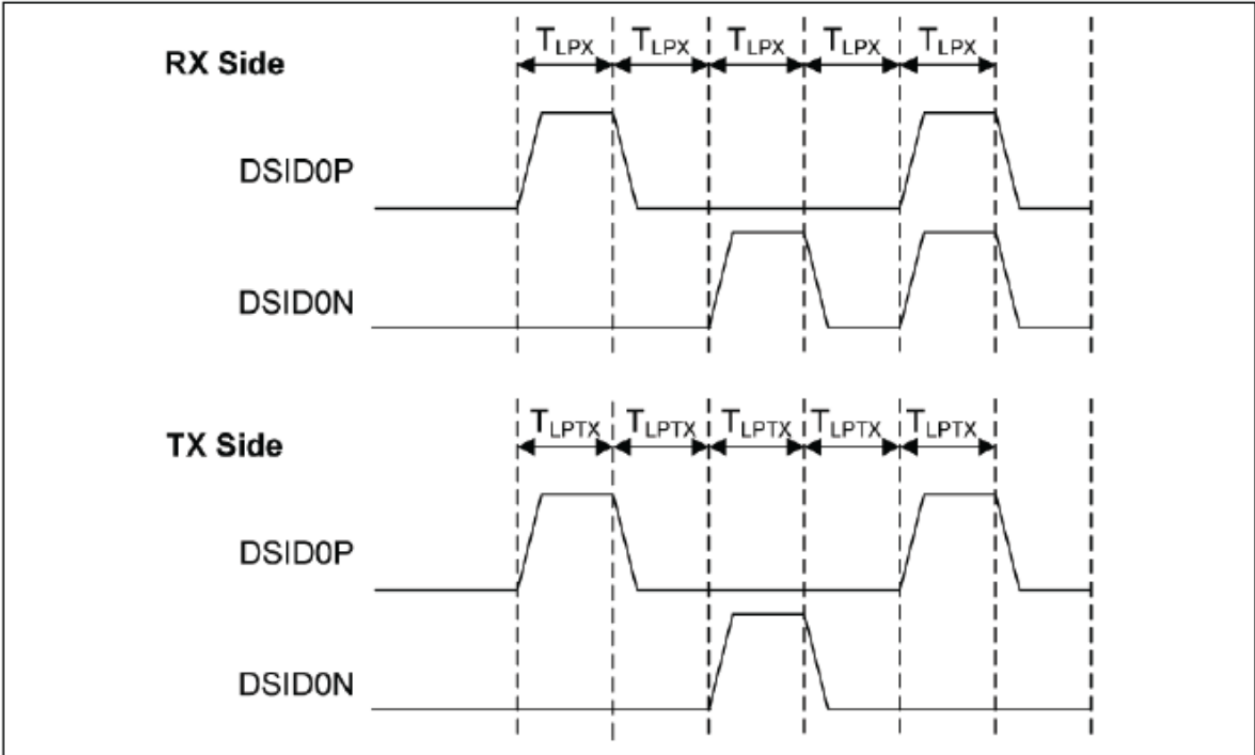 RX Side
TLPX TLPX TLPX TLPX TLPX
DSID0P
DSID0N
TX Side
TLPTX TLPTX TLPTX TLPTX TLPTX
DSID0P
DSID0N